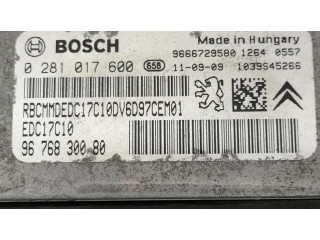 BOSCH
Made in Hungary
9666729580 1264 0557
0 281 017 600 658 11-09-09 1039S45266
RBCMMDEDC17C10DV6D97CEM01
EDC17C10
96 768 300 80